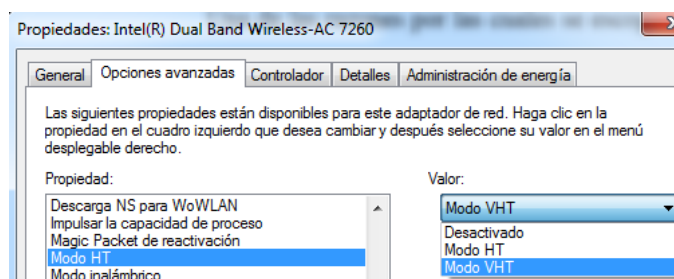 Propiedades: Intel(R) Dual Band Wireless-AC 7260
General Opciones avanzadas Controlador Detalles Administración de energía
Las siguientes propiedades están disponibles para este
adaptador de red. Haga clic en la
propiedad en el cuadro izquierdo que desea cambiar y después seleccione su valor en el menú
desplegable derecho.
Propiedad:
Descarga NS para WoWLAN
Impulsar la capacidad de proceso
Magic Packet de reactivación
Modo HT
Modo inalámbrico
Valor:
Modo VHT
Desactivado
Modo HT
Modo VHT